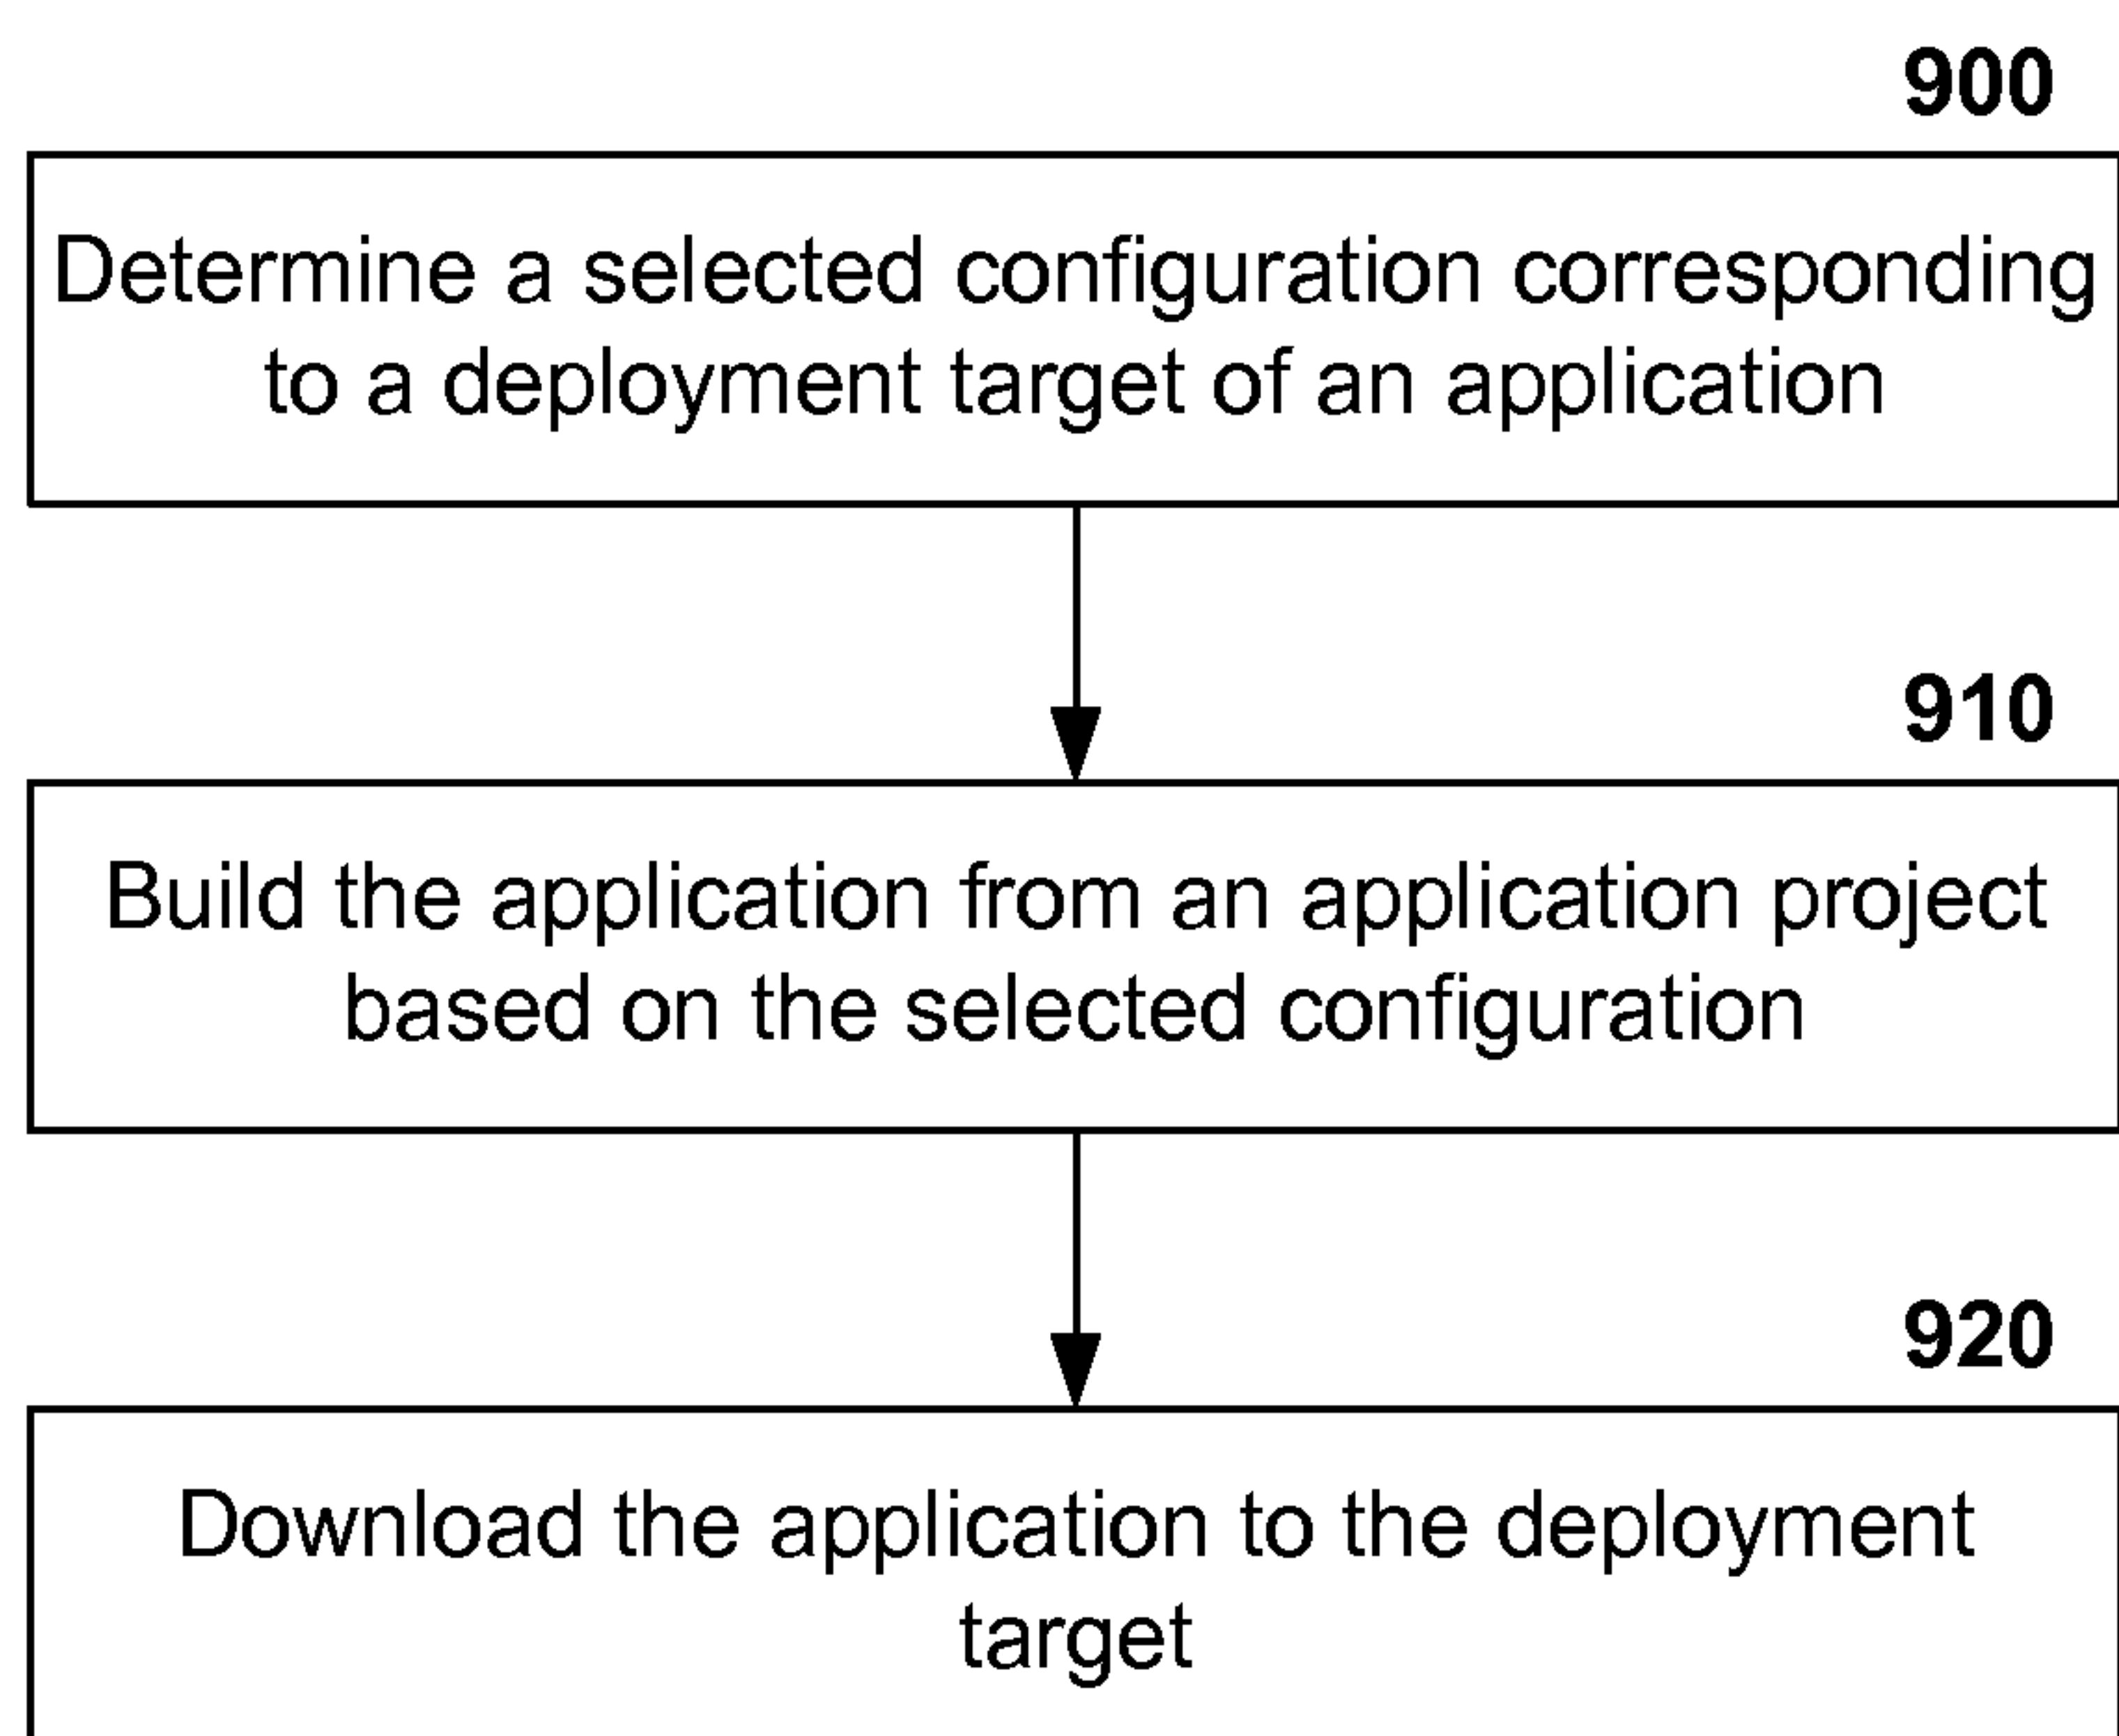 900
Determine a selected configuration corresponding
to a deployment target of an application
910
Build the application from an application project
based on the selected configuration
920
Download the application to the deployment
target